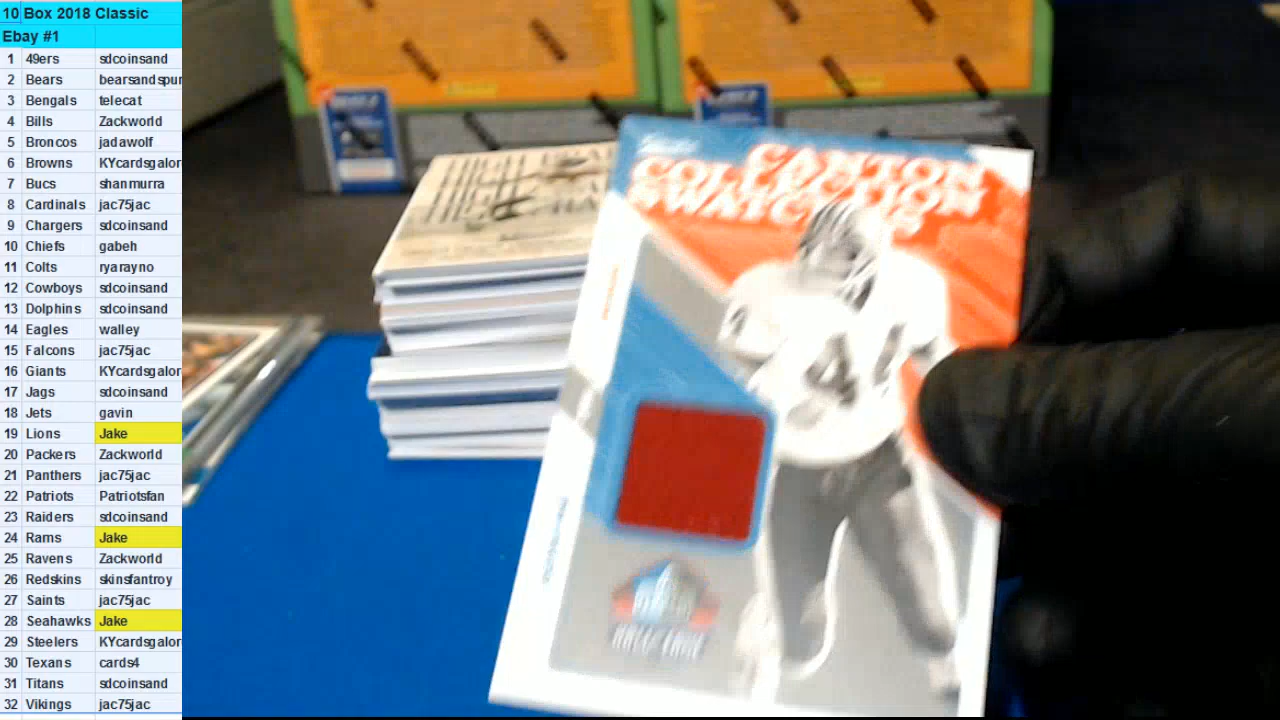 10 Box 2018 Classic
Ebay #1
1 49ers sdcoinsand
2 Bears bearsandspur
3 Bengals telecat
4 Bills Zackworld
5 Broncos jadawolf
6 Browns KYcardsgalor
7 Bucs shanmurra
8 Cardinals jac75jac
9 Chargers sdcoinsand
10 Chiefs gabeh
11 Colts ryarayno
12 Cowboys sdcoinsand
13 Dolphins sdcoinsand
14 Eagles walley
15 Falcons jac75jac
16 Giants KYcardsgalor
17 Jags sdcoinsand
18 Jets gavin
19 Lions Jake
20 Packers Zackworld
21 Panthers jac75jac
22 Patriots Patriotsfan
23 Raiders sdcoinsand
24 Rams Jake
25 Ravens Zackworld
26 Redskins skinsfantroy
27 Saints jac75jac
28 Seahawks Jake
29 Steelers KYcardsgalor
30 Texans cards4
31 Titans sdcoinsand
32 Vikings jac75jac
CANTON
COLLECTION
SWATCHES
44
HALL OF FAME